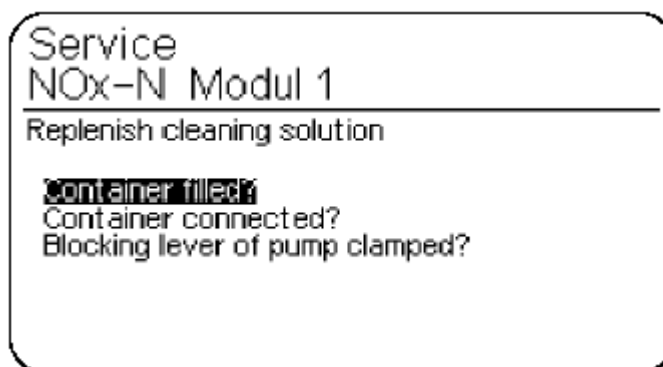 Service
NOx-N Modul 1
Replenish cleaning solution
Container filled?
Container connected?
Blocking lever of pump clamped?